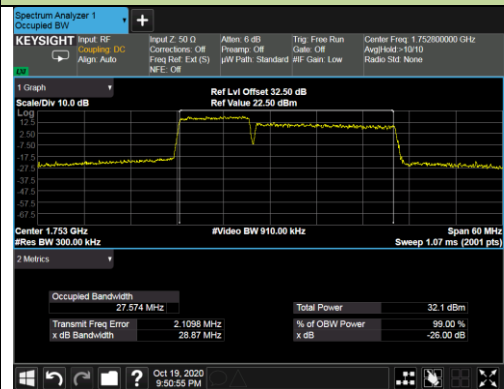 Spectrum Analyzer 1
Occupied BW
KEYSIGHT Input: RF Input Z: 50 Ω Atten: 6 dB Trig: Free Run Center Freq: 1.752800000 GHz
Coupling: DC Corrections: Off Preamp: Off Gate: Off Avg|Hold:>10/10
Align: Auto Freq Ref: Ext (S) µW Path: Standard #IF Gain: Low Radio Std: None
NFE: Off
1 Graph Ref Lvl Offset 32.50 dB
Scale/Div 10.0 dB Ref Value 22.50 dBm
Log
12.5
2.50
-7.50
-17.5
-27.5
-37.5
-47.5
-57.5
-67.5
Center 1.753 GHz #Video BW 910.00 kHz Span 60 MHz
#Res BW 300.00 kHz Sweep 1.07 ms (2001 pts)
2 Metrics
Occupied Bandwidth
27.574 MHz Total Power 32.1 dBm
Transmit Freq Error 2.1098 MHz % of OBW Power 99.00 %
x dB Bandwidth 28.87 MHz x dB -26.00 dB
? Oct 19, 2020
9:50:55 PM